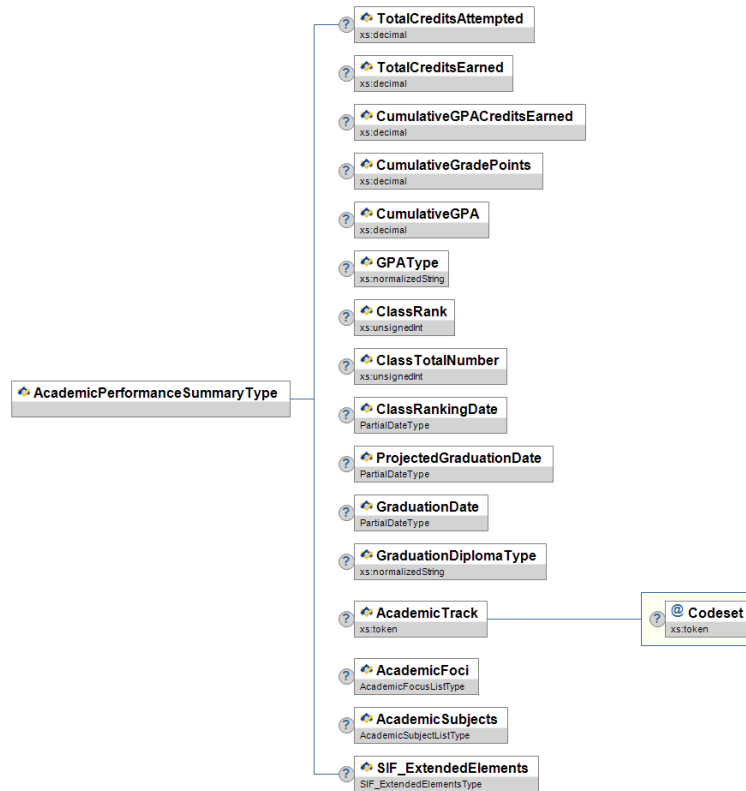 ? TotalCreditsAttempted
xs:decimal
? TotalCreditsEarned
xs:decimal
? CumulativeGPACreditsEarned
xs:decimal
? CumulativeGradePoints
xs:decimal
? CumulativeGPA
xs:decimal
? GPAType
xs:normalizedString
? ClassRank
xs:unsignedInt
? ClassTotalNumber
xs:unsignedInt
AcademicPerformanceSummaryType
? ClassRankingDate
PartialDateType
? ProjectedGraduationDate
PartialDateType
? GraduationDate
PartialDateType
? GraduationDiplomaType
xs:normalizedString
? AcademicTrack
xs:token
? @ Codeset
xs:token
? AcademicFoci
AcademicFocusListType
? AcademicSubjects
AcademicSubjectListType
? SIF_ExtendedElements
SIF_ExtendedElementsType